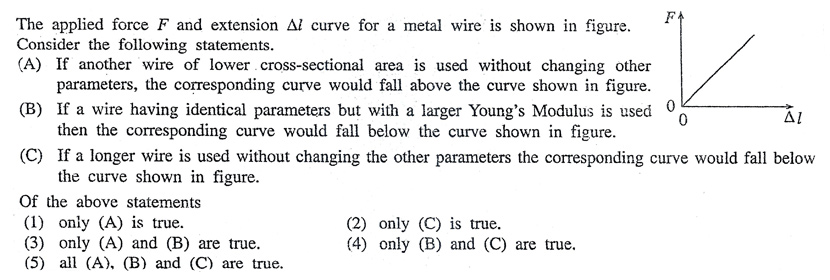 The applied force F and extension Δl curve for a metal wire is shown in figure.
Consider the following statements.
(A) If another wire of lower cross-sectional area is used without changing other
parameters, the corresponding curve would fall above the curve shown in figure.
(B) If a wire having identical parameters but with a larger Young's Modulus is used
then the corresponding curve would fall below the curve shown in figure.
(C) If a longer wire is used without changing the other parameters the corresponding curve would fall below
the curve shown in figure.
Of the above statements
(1) only (A) is true. (2) only (C) is true.
(3) only (A) and (B) are true. (4) only (B) and (C) are true.
(5) all (A), (B) and (C) are true.
F
0
0 Δl